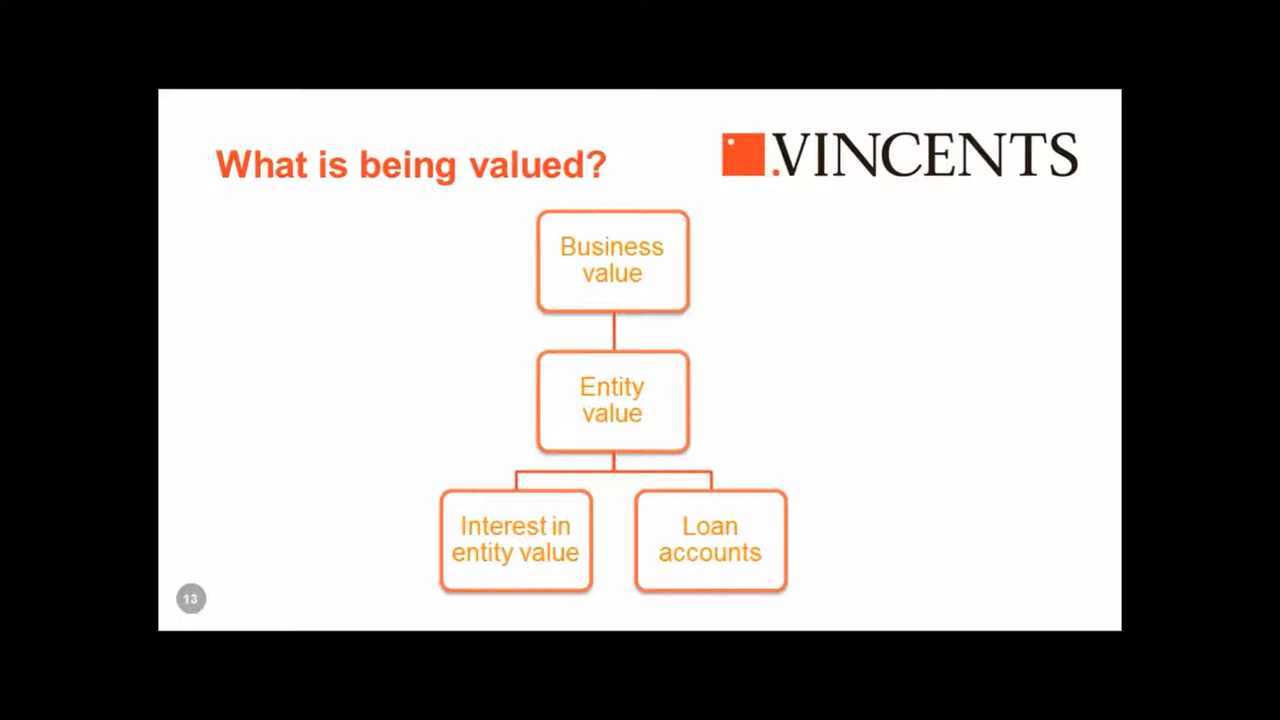 What is being valued?
.VINCENTS
Business
value
Entity
value
Interest in
entity value
Loan
accounts
13